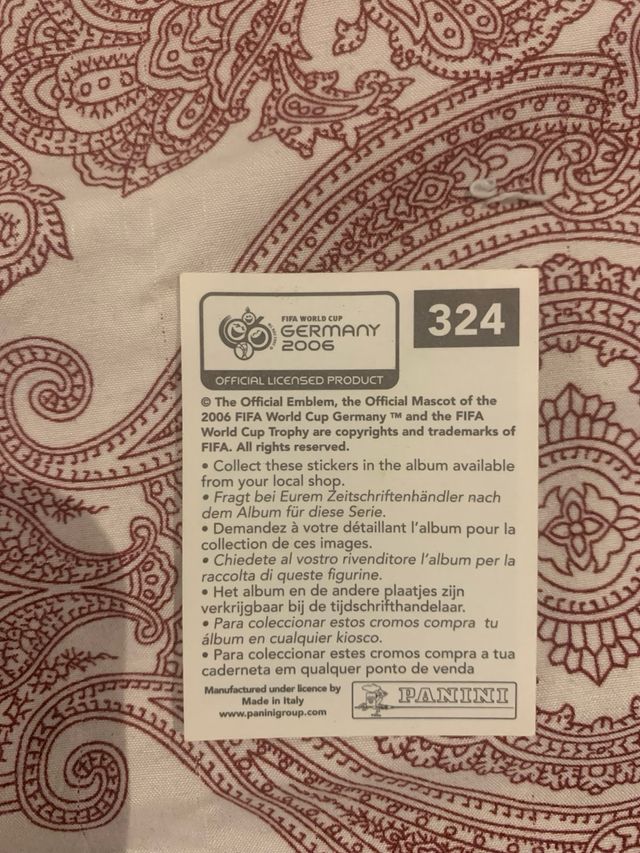 FIFA WORLD CUP
GERMANY
2006
OFFICIAL LICENSED PRODUCT
324
© The Official Emblem, the Official Mascot of the
2006 FIFA World Cup Germany ™ and the FIFA
World Cup Trophy are copyrights and trademarks of
FIFA. All rights reserved.
• Collect these stickers in the album available
from your local shop.
• Fragt bei Eurem Zeitschriftenhändler nach
dem Album für diese Serie.
• Demandez à votre détaillant l'album pour la
collection de ces images.
• Chiedete al vostro rivenditore l'album per la
raccolta di queste figurine.
• Het album en de andere plaatjes zijn
verkrijgbaar bij de tijdschrifthandelaar.
• Para coleccionar estos cromos compra tu
álbum en cualquier kiosco.
• Para coleccionar estes cromos compra a tua
caderneta em qualquer ponto de venda
Manufactured under licence by
Made in Italy
www.paninigroup.com
PANINI